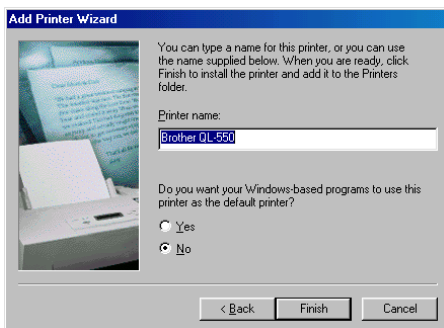 Add Printer Wizard
You can type a name for this printer, or you can use
the name supplied below. When you are ready, click
Finish to install the printer and add it to the Printers
folder.
Printer name:
Brother QL-550
Do you want your Windows-based programs to use this
printer as the default printer?
Yes
No
< Back
Finish
Cancel